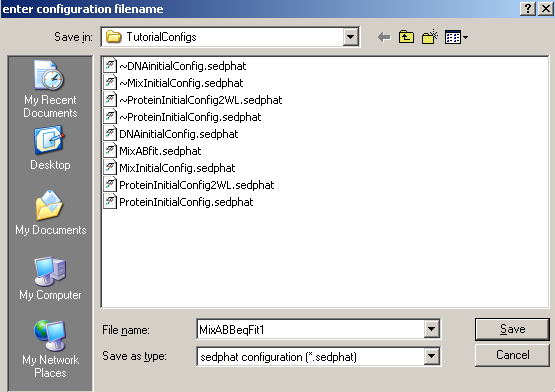 enter configuration filename
Save in:
TutorialConfigs
My Recent
Documents
Desktop
My Documents
My Computer
My Network
Places
~DNAinitialConfig.sedphat
~MixInitialConfig.sedphat
~ProteinInitialConfig2WL.sedphat
~ProteinInitialConfig.sedphat
DNAinitialConfig.sedphat
MixABfit.sedphat
MixInitialConfig.sedphat
ProteinInitialConfig2WL.sedphat
ProteinInitialConfig.sedphat
File name:
MixABBeqFit1
Save
Save as type:
sedphat configuration (*.sedphat)
Cancel